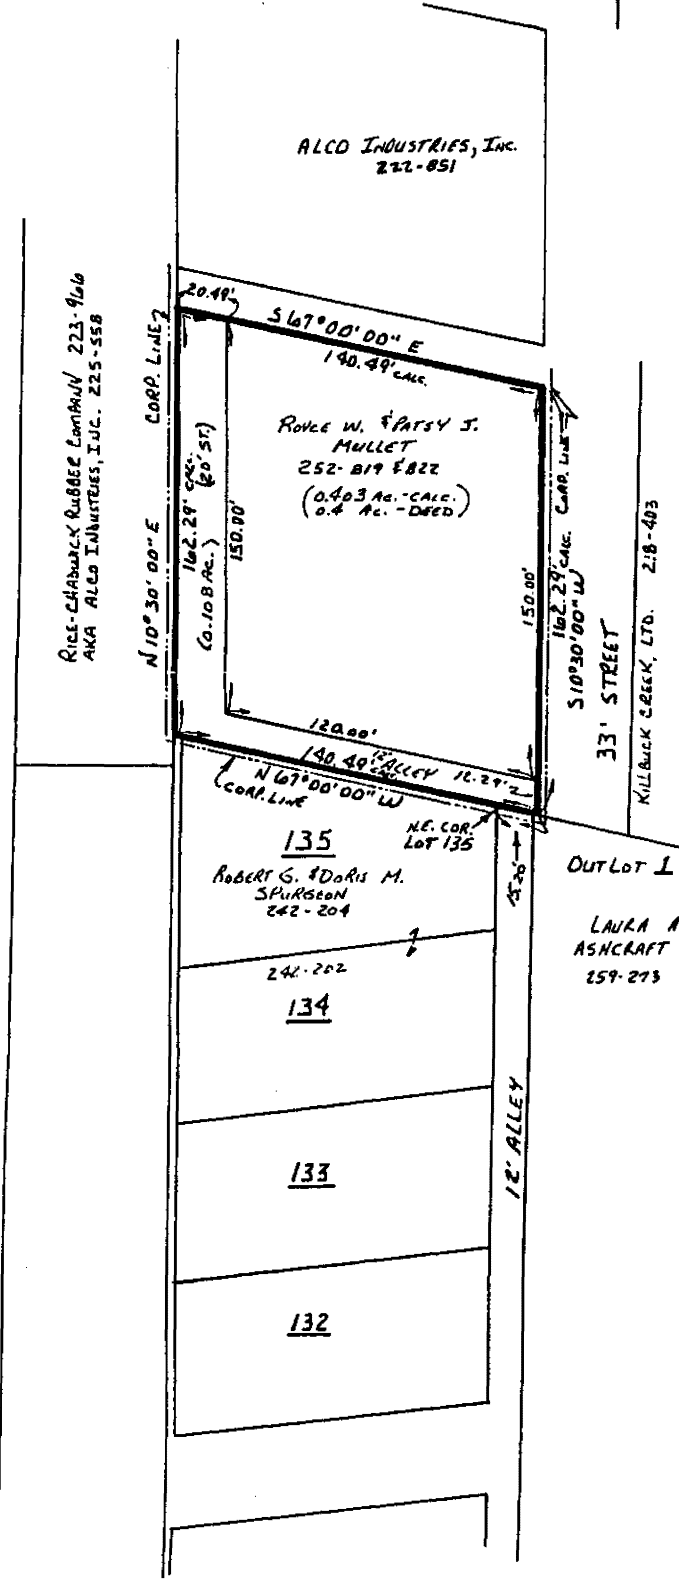 ALCO INDUSTRIES, INC.
222-851
RICE-CHADWICK RUBBER COMPANY 223-966
AKA ALCO INDUSTRIES, INC. 225-558
CORP. LINE
N 10°30'00" E
20.49'
S 67°00'00" E
140.49' CALC.
162.29' CALC.
(20' ST.)
(0.108 AC.)
150.00'
ROYCE W. & PATSY J.
MULLET
252-819 & 822
(0.403 AC.-CALC.
0.4 AC.-DEED)
150.00'
162.29' CALC. CORP. LINE
S 10°30'00" W
33' STREET
KILLBUCK CREEK, LTD. 218-403
120.00'
12' ALLEY
12.29'
140.49' CALC.
N 67°00'00" W
CORP. LINE
N.E. COR.
LOT 135
15.20'
135
ROBERT G. & DORIS M.
SPURGEON
242-204
OUTLOT 1
LAURA A
ASHCRAFT
259-273
242-202
134
12' ALLEY
133
132